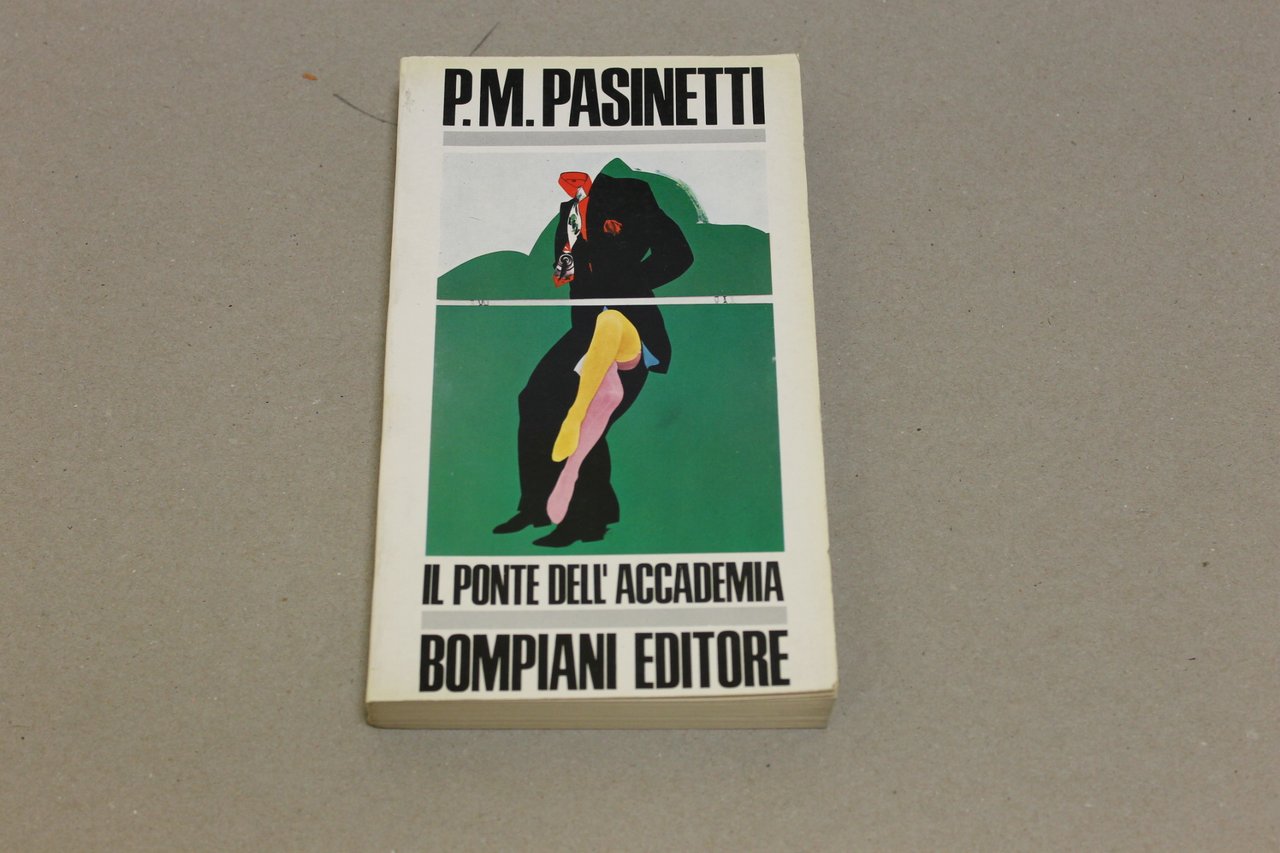 P.M. PASINETTI
IL PONTE DELL'ACCADEMIA
BOMPIANI EDITORE